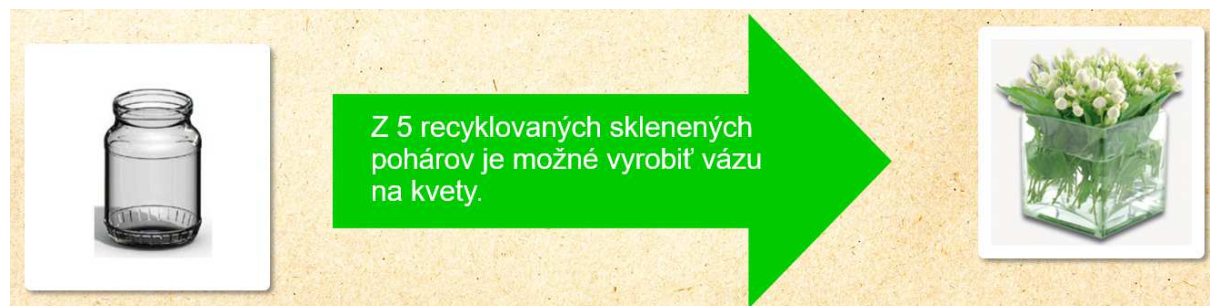 Z 5 recyklovaných sklenených
pohárov je možné vyrobiť vázu
na kvety.